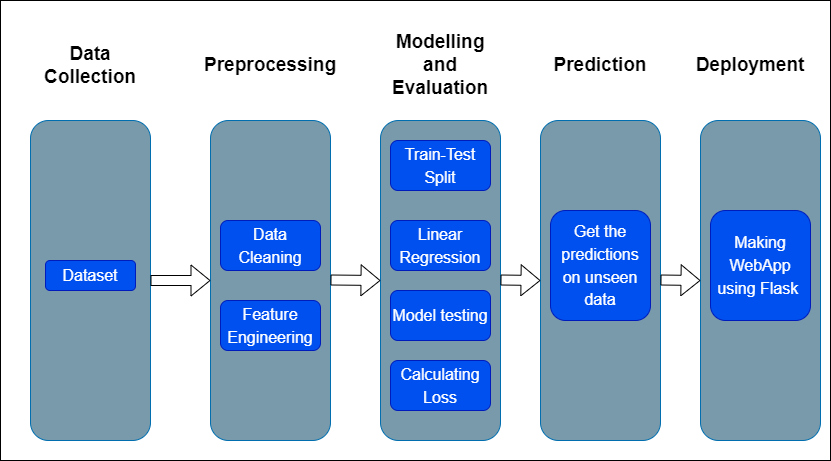 Data
Collection
Preprocessing
Modelling
and
Evaluation
Prediction
Deployment
Dataset
Data
Cleaning
Feature
Engineering
Train-Test
Split
Linear
Regression
Model testing
Calculating
Loss
Get the
predictions
on unseen
data
Making
WebApp
using Flask